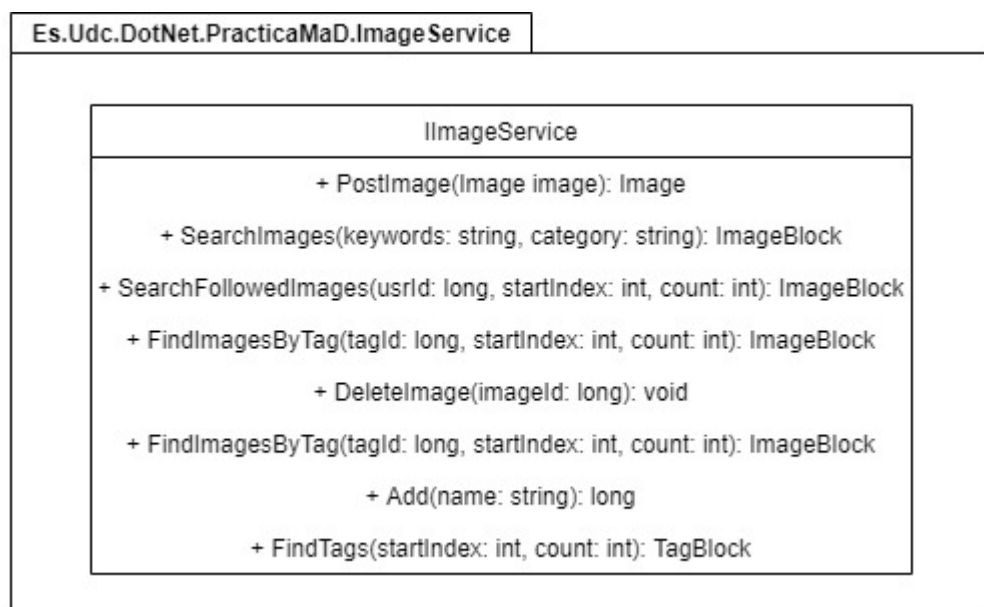 Es.Udc.DotNet.PracticaMaD.ImageService
IImageService
+ PostImage(Image image): Image
+ SearchImages(keywords: string, category: string): ImageBlock
+ SearchFollowedImages(usrId: long, startIndex: int, count: int): ImageBlock
+ FindImagesByTag(tagId: long, startIndex: int, count: int): ImageBlock
+ DeleteImage(imageId: long): void
+ FindImagesByTag(tagId: long, startIndex: int, count: int): ImageBlock
+ Add(name: string): long
+ FindTags(startIndex: int, count: int): TagBlock